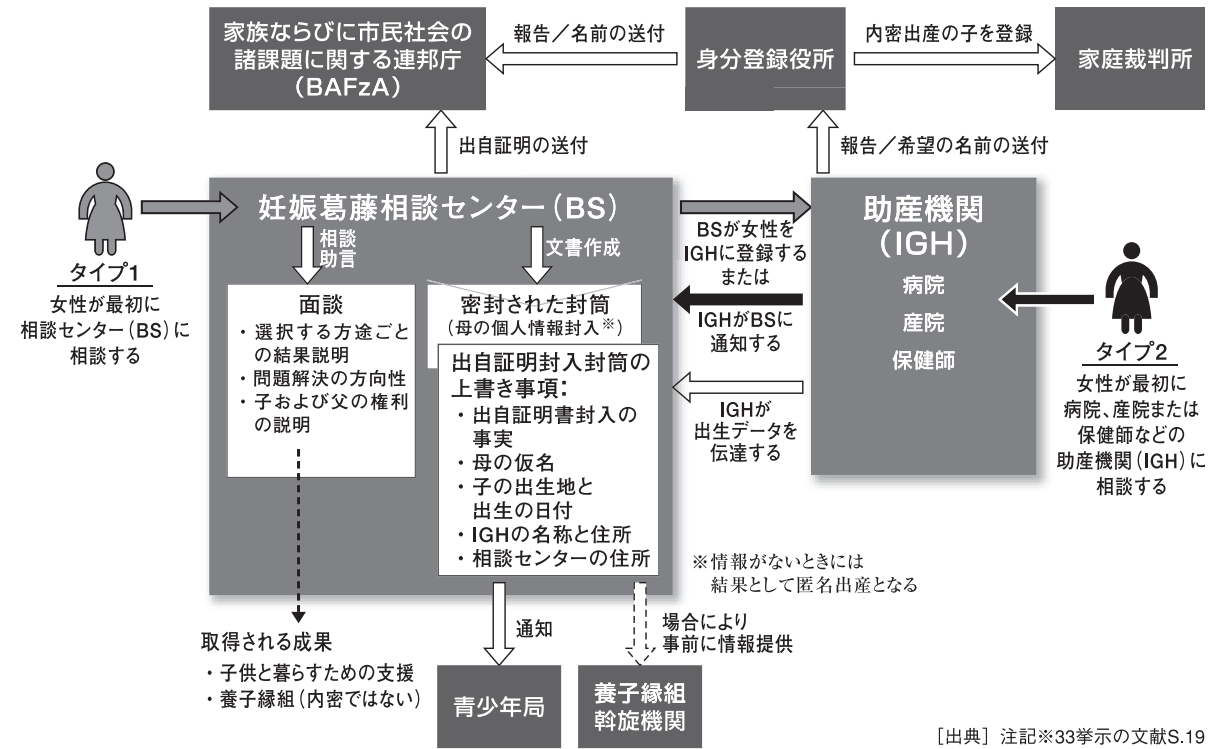 家族ならびに市民社会の
諸課題に関する連邦庁
（BAFzA）
報告／名前の送付
身分登録役所
内密出産の子を登録
家庭裁判所
出自証明の送付
報告／希望の名前の送付
タイプ1
女性が最初に
相談センター（BS）に
相談する
妊娠葛藤相談センター（BS）
相談
助言
文書作成
面談
・選択する方途ごと
の結果説明
・問題解決の方向性
・子および父の権利
の説明
密封された封筒
（母の個人情報封入※）
出自証明封入封筒の
上書き事項：
・出自証明書封入の
事実
・母の仮名
・子の出生地と
出生の日付
・IGHの名称と住所
・相談センターの住所
BSが女性を
IGHに登録する
または
IGHがBSに
通知する
IGHが
出生データを
伝達する
助産機関
（IGH）
病院
産院
保健師
タイプ2
女性が最初に
病院、産院または
保健師などの
助産機関（IGH）に
相談する
※情報がないときには
結果として匿名出産となる
取得される成果
・子供と暮らすための支援
・養子縁組（内密ではない）
通知
青少年局
場合により
事前に情報提供
養子縁組
斡旋機関
［出典］注記※33挙示の文献S.19